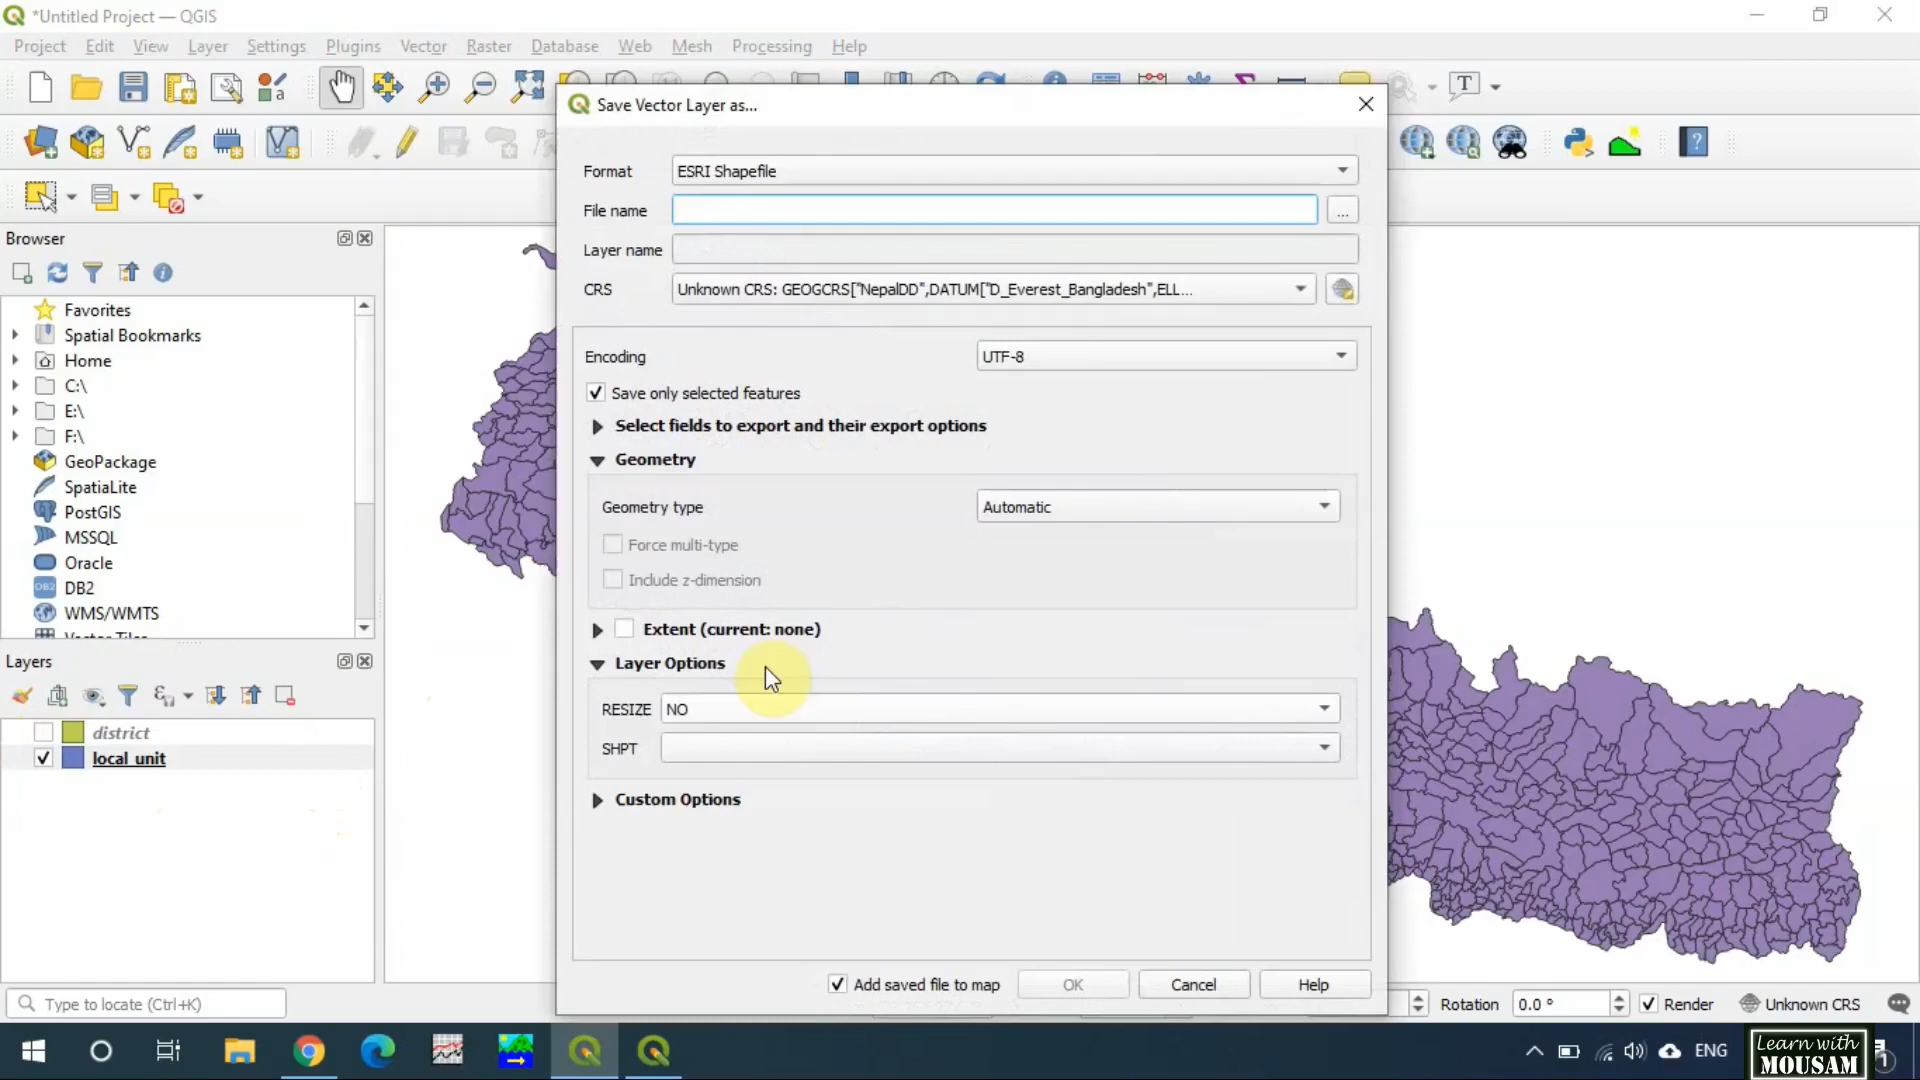 *Untitled Project — QGIS
Project Edit View Layer Settings Plugins Vector Raster Database Web Mesh Processing Help
Save Vector Layer as...
Format ESRI Shapefile
File name ...
Layer name
CRS Unknown CRS: GEOGCRS["NepalDD",DATUM["D_Everest_Bangladesh",ELL...
Encoding UTF-8
Save only selected features
Select fields to export and their export options
Geometry
Geometry type Automatic
Force multi-type
Include z-dimension
Extent (current: none)
Layer Options
RESIZE NO
SHPT
Custom Options
Add saved file to map OK Cancel Help
Browser
Favorites
Spatial Bookmarks
Home
C:\
E:\
F:\
GeoPackage
SpatiaLite
PostGIS
MSSQL
Oracle
DB2
WMS/WMTS
Layers
district
local unit
Type to locate (Ctrl+K)
Rotation 0.0 ° Render Unknown CRS
ENG
Learn with
MOUSAM
1